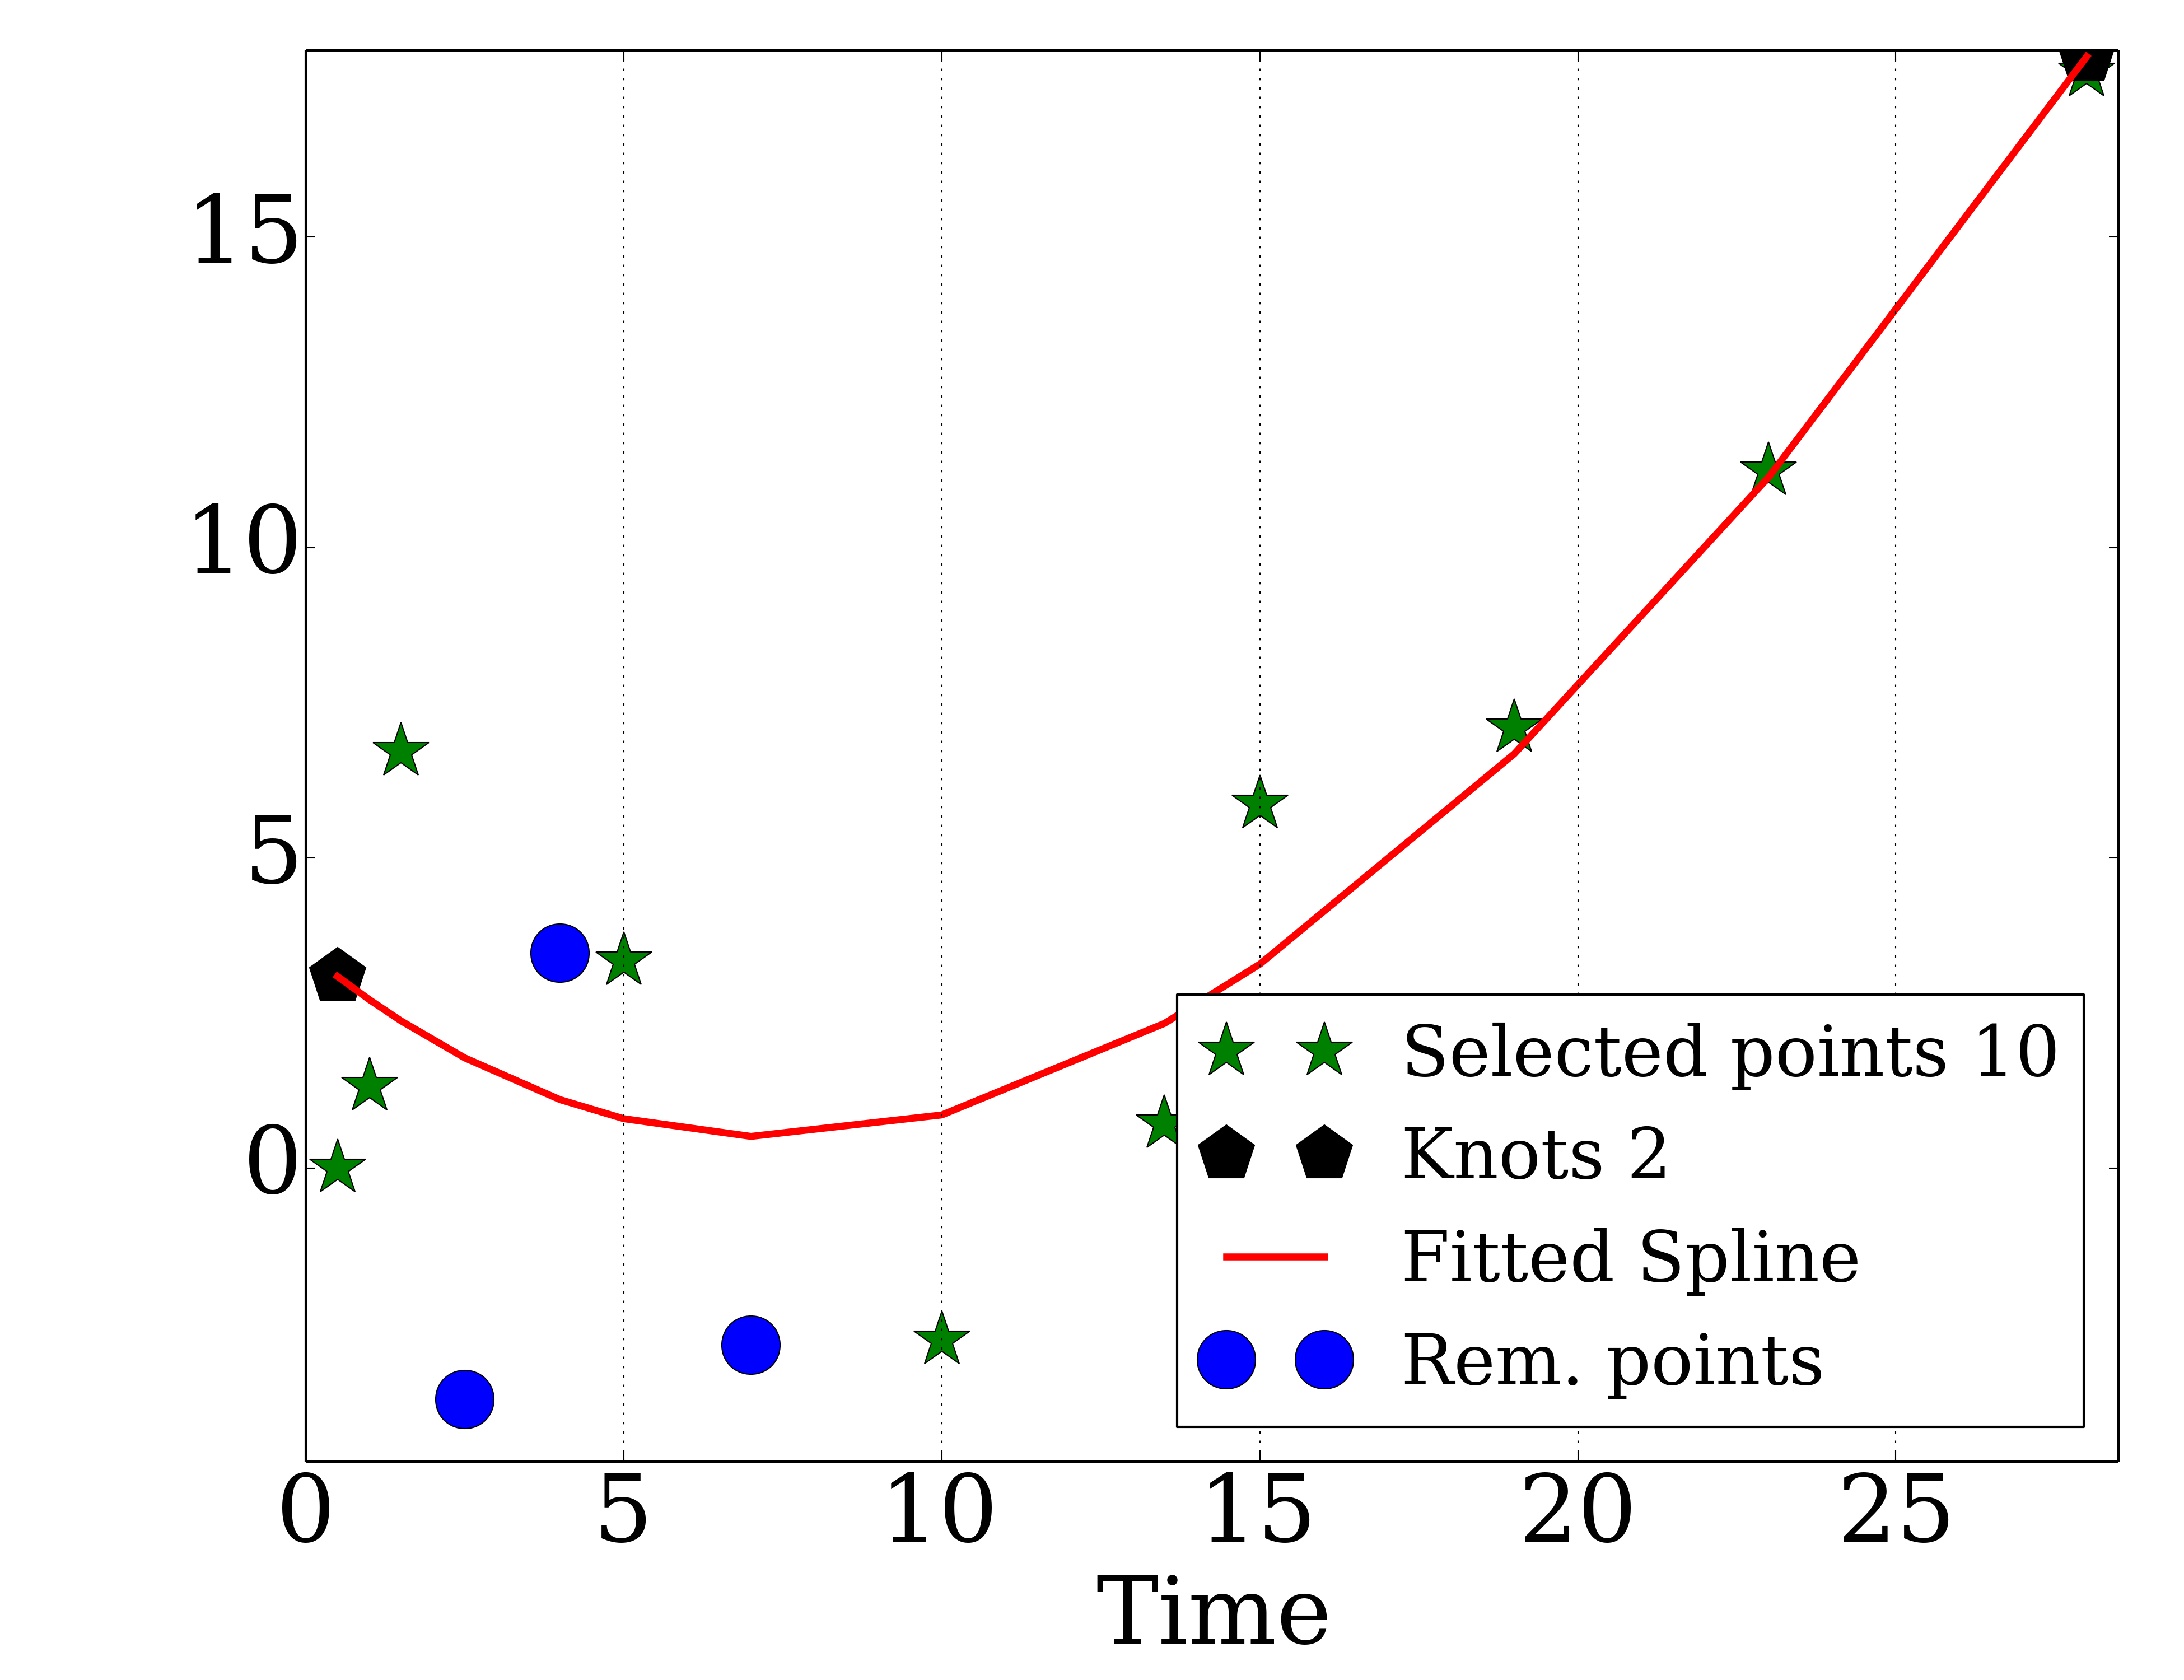 15
10
5
0
Selected points 10
Knots 2
Fitted Spline
Rem. points
0 5 10 15 20 25
Time